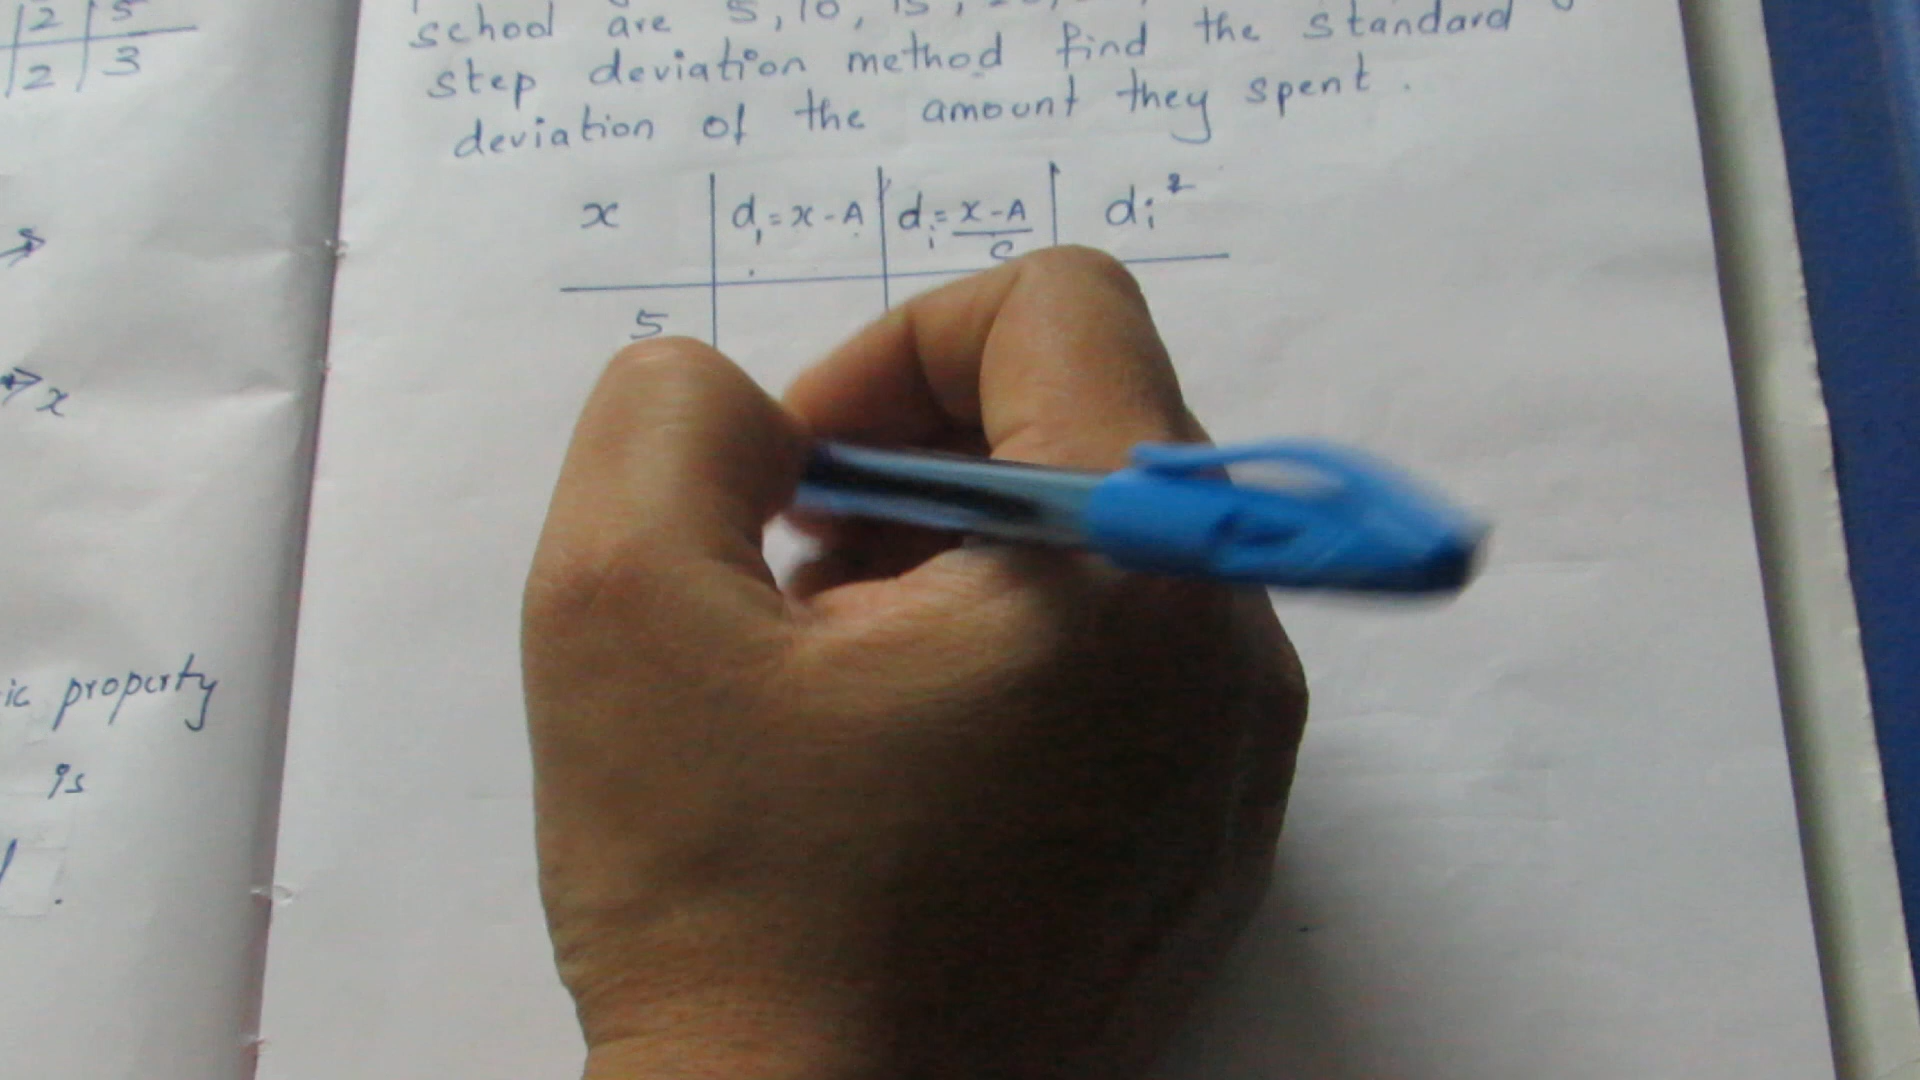 2 5
2 3
x
ic property
is
school are 5, 10, 15,
step deviation method find the standard
deviation of the amount they spent.
x d₁=x-A dᵢ=x-A/c dᵢ²
5